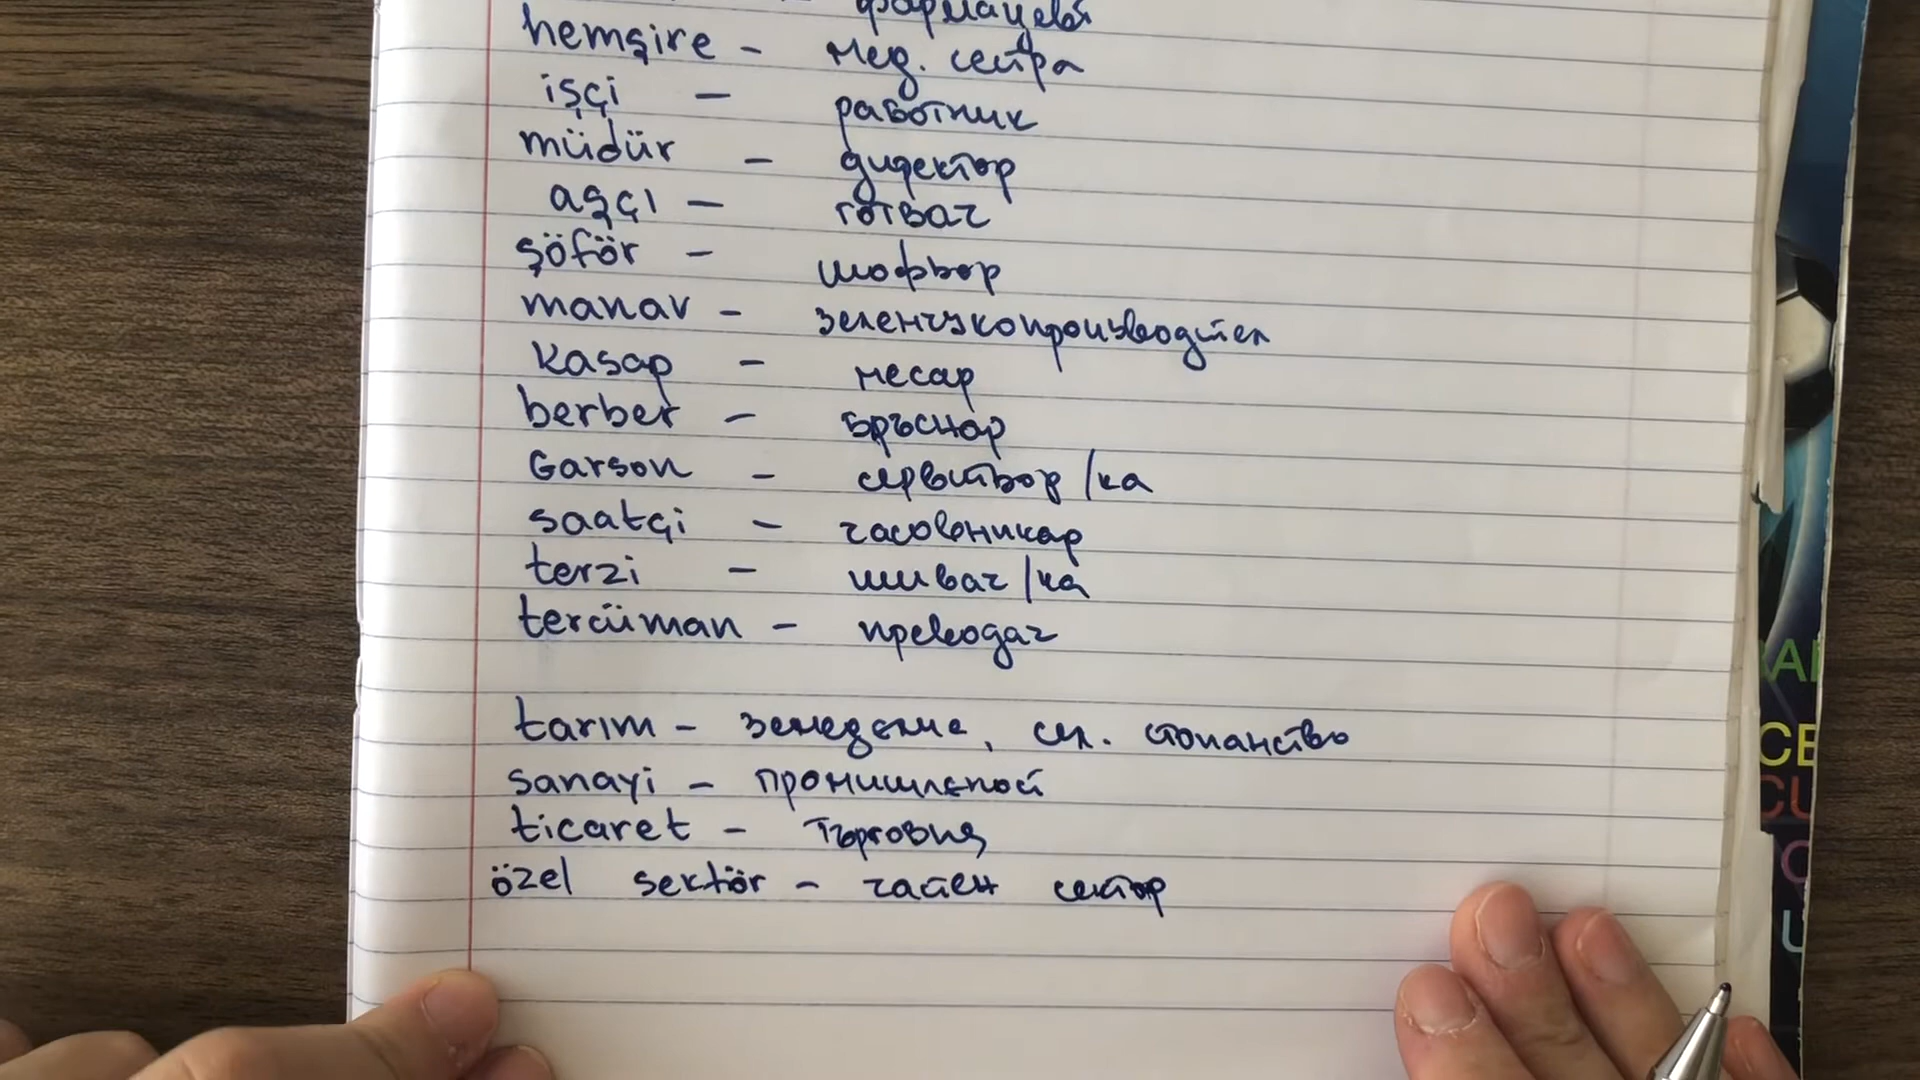 фармацевт
hemşire - мед. сестра
işçi - работник
müdür - директор
aşçı - готвач
şöför - шофьор
manav - зеленчукопроизводител
kasap - месар
berber - бръснар
Garson - сервитьор/ка
saatçi - часовникар
terzi - шивач/ка
tercüman - преводач
tarım - земеделие, сел. стопанство
sanayi - промишленост
ticaret - търговия
özel sektör - частен сектор